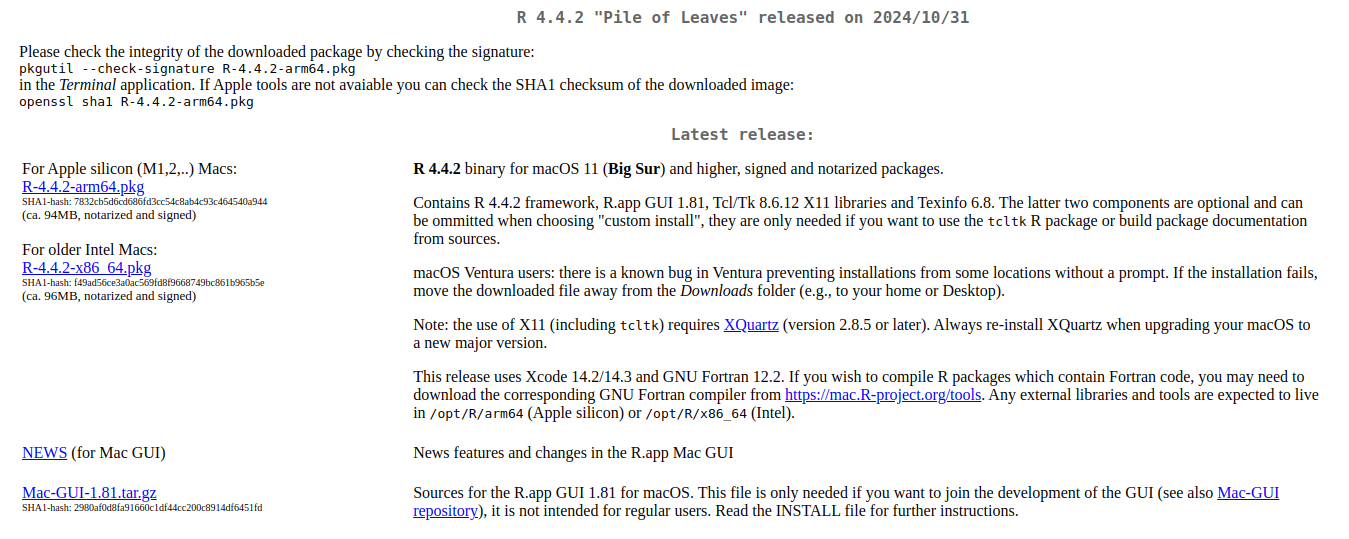 R 4.4.2 "Pile of Leaves" released on 2024/10/31
Please check the integrity of the downloaded package by checking the signature:
pkgutil --check-signature R-4.4.2-arm64.pkg
in the Terminal application. If Apple tools are not avaiable you can check the SHA1 checksum of the downloaded image:
openssl sha1 R-4.4.2-arm64.pkg
Latest release:
For Apple silicon (M1,2,..) Macs:
R-4.4.2-arm64.pkg
SHA1-hash: 7832cb5d6cd686fd3cc54c8ab4c93c464540a944
(ca. 94MB, notarized and signed)
For older Intel Macs:
R-4.4.2-x86_64.pkg
SHA1-hash: f49ad56ce3a0ac569fd8f9668749bc861b965b5e
(ca. 96MB, notarized and signed)
R 4.4.2 binary for macOS 11 (Big Sur) and higher, signed and notarized packages.
Contains R 4.4.2 framework, R.app GUI 1.81, Tcl/Tk 8.6.12 X11 libraries and Texinfo 6.8. The latter two components are optional and can
be ommitted when choosing "custom install", they are only needed if you want to use the tcltk R package or build package documentation
from sources.
macOS Ventura users: there is a known bug in Ventura preventing installations from some locations without a prompt. If the installation fails,
move the downloaded file away from the Downloads folder (e.g., to your home or Desktop).
Note: the use of X11 (including tcltk) requires XQuartz (version 2.8.5 or later). Always re-install XQuartz when upgrading your macOS to
a new major version.
This release uses Xcode 14.2/14.3 and GNU Fortran 12.2. If you wish to compile R packages which contain Fortran code, you may need to
download the corresponding GNU Fortran compiler from https://mac.R-project.org/tools. Any external libraries and tools are expected to live
in /opt/R/arm64 (Apple silicon) or /opt/R/x86_64 (Intel).
NEWS (for Mac GUI)
News features and changes in the R.app Mac GUI
Mac-GUI-1.81.tar.gz
SHA1-hash: 2980af0d8fa91660c1df44cc200c8914df6451fd
Sources for the R.app GUI 1.81 for macOS. This file is only needed if you want to join the development of the GUI (see also Mac-GUI
repository), it is not intended for regular users. Read the INSTALL file for further instructions.